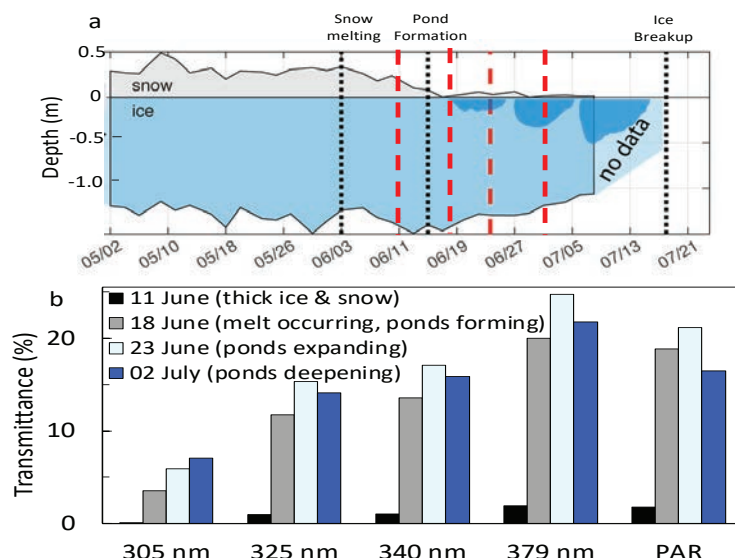 a
Snow
melting
Pond
Formation
Ice
Breakup
0.5
0
-0.5
-1.0
Depth (m)
snow
ice
no data
05/02
05/10
05/18
05/26
06/03
06/11
06/19
06/27
07/05
07/13
07/21
b
11 June (thick ice & snow)
18 June (melt occurring, ponds forming)
23 June (ponds expanding)
02 July (ponds deepening)
20
10
0
Transmittance (%)
305 nm
325 nm
340 nm
379 nm
PAR